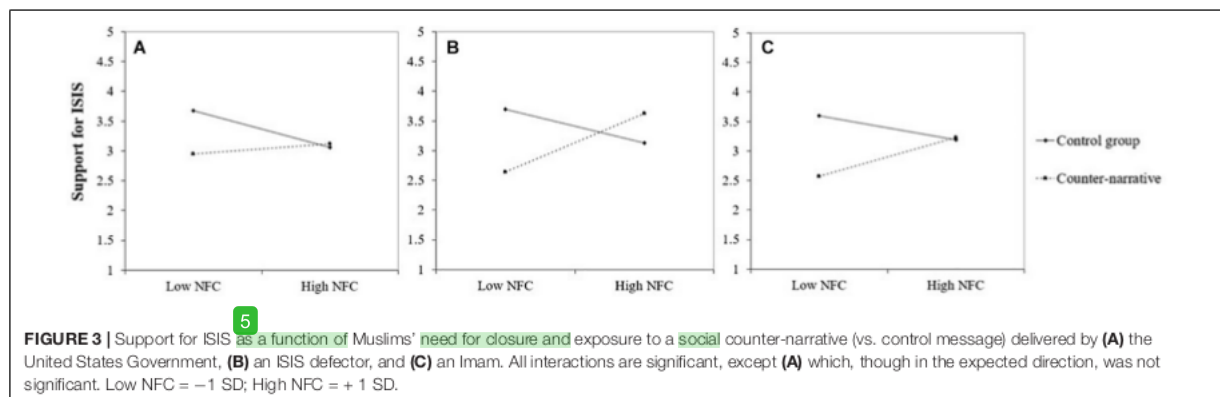 A
B
C
5
4.5
4
3.5
3
2.5
2
1.5
1
Support for ISIS
Low NFC
High NFC
5
4.5
4
3.5
3
2.5
2
1.5
1
Low NFC
High NFC
5
4.5
4
3.5
3
2.5
2
1.5
1
Low NFC
High NFC
Control group
Counter-narrative
5
FIGURE 3 | Support for ISIS as a function of Muslims’ need for closure and exposure to a social counter-narrative (vs. control message) delivered by (A) the
United States Government, (B) an ISIS defector, and (C) an Imam. All interactions are significant, except (A) which, though in the expected direction, was not
significant. Low NFC = −1 SD; High NFC = + 1 SD.